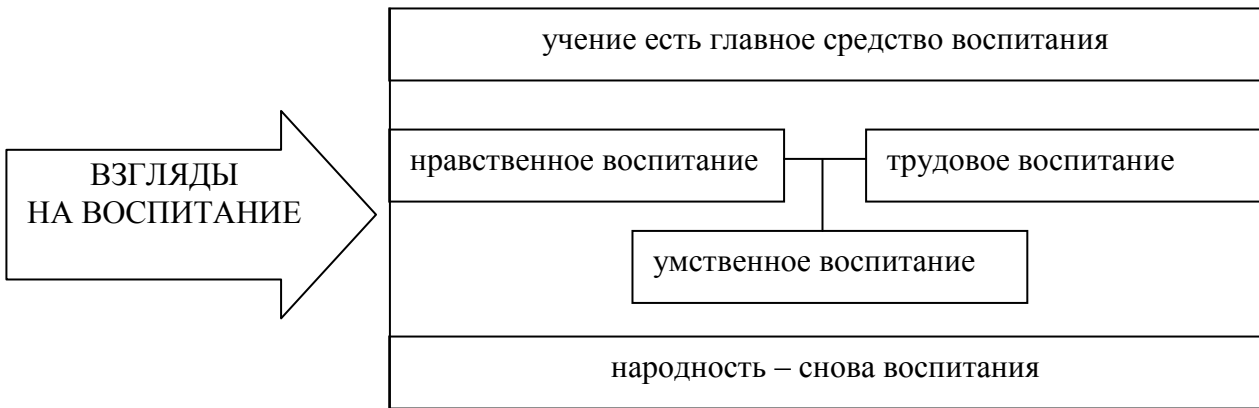 учение есть главное средство воспитания
ВЗГЛЯДЫ
НА ВОСПИТАНИЕ
нравственное воспитание
трудовое воспитание
умственное воспитание
народность – снова воспитания